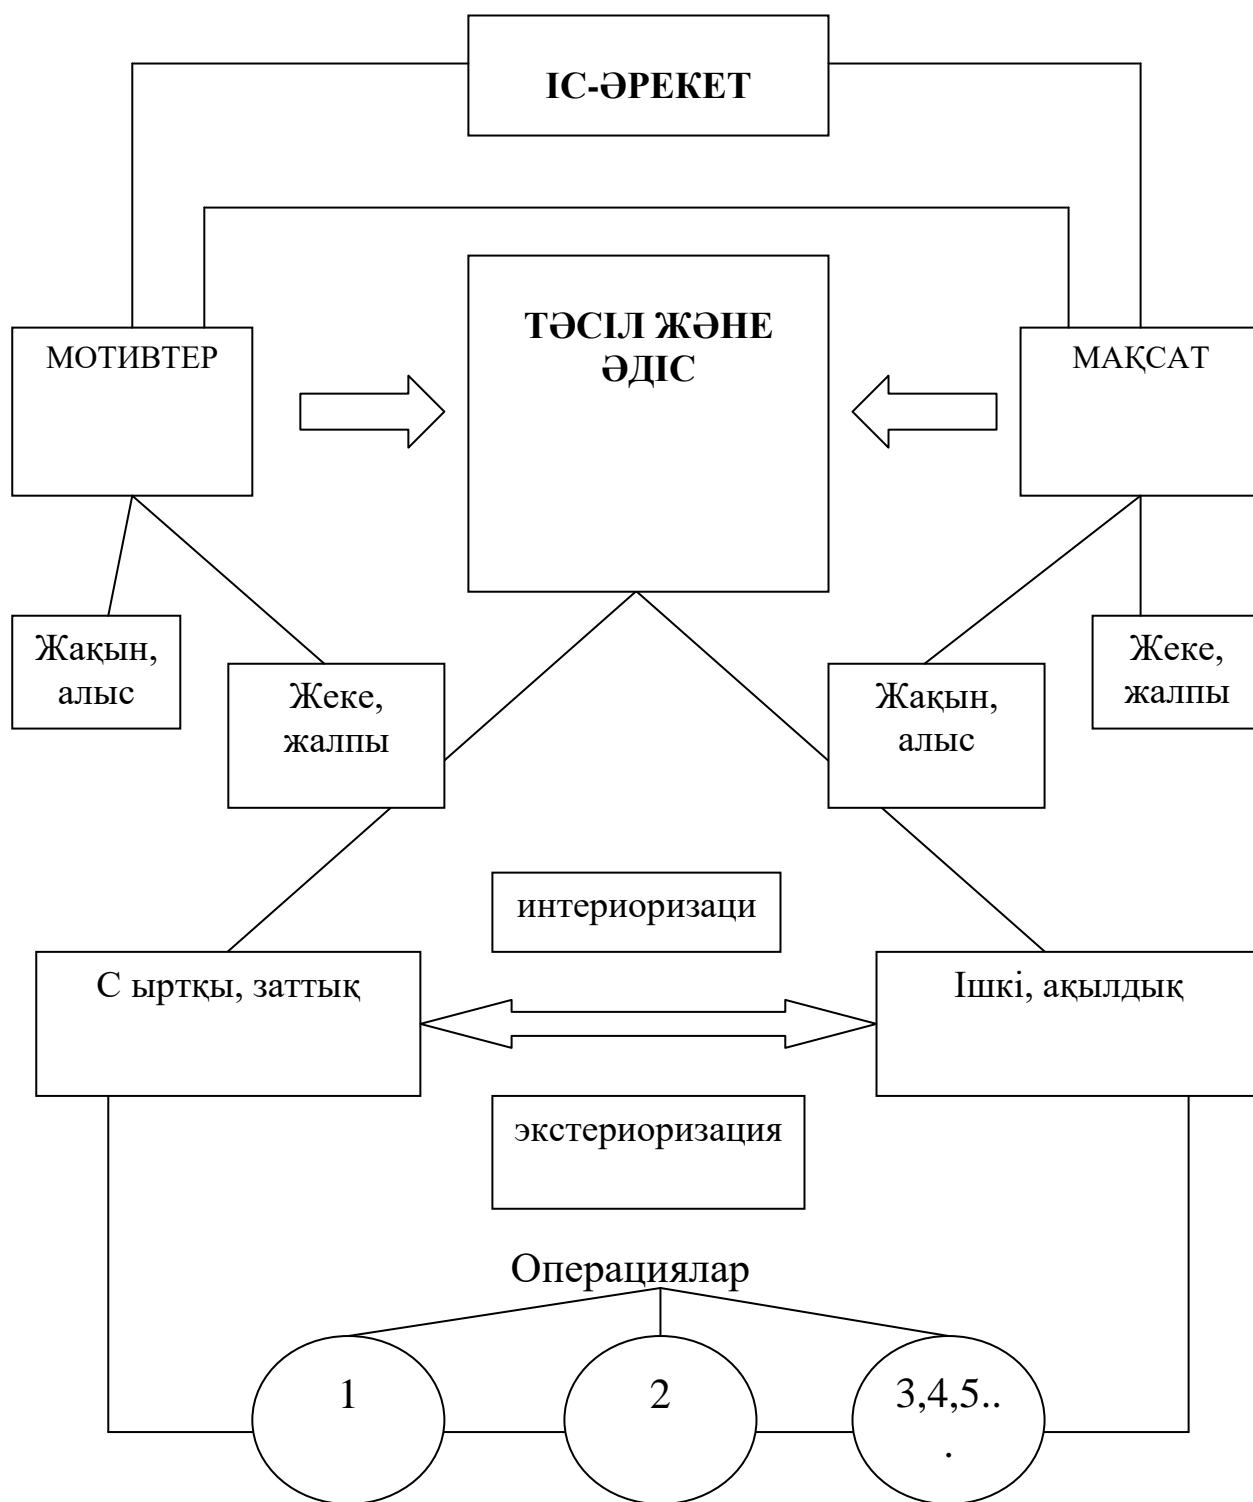 ІС-ӘРЕКЕТ
МОТИВТЕР
ТӘСІЛ ЖӘНЕ
ӘДІС
МАҚСАТ
Жақын,
алыс
Жеке,
жалпы
Жақын,
алыс
Жеке,
жалпы
интериоризаци
С ыртқы, заттық
Ішкі, ақылдық
экстериоризация
Операциялар
1
2
3,4,5..
.